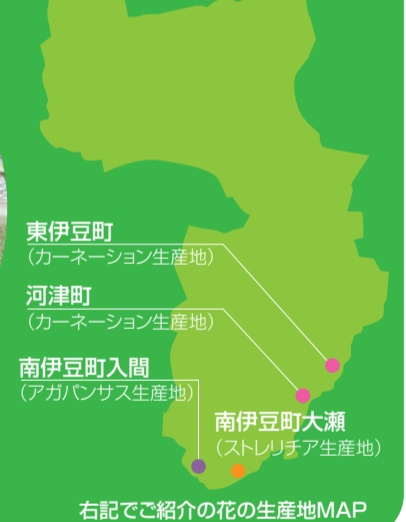 東伊豆町
（カーネーション生産地）
河津町
（カーネーション生産地）
南伊豆町入間
（アガパンサス生産地）
南伊豆町大瀬
（ストレリチア生産地）
右記でご紹介の花の生産地MAP